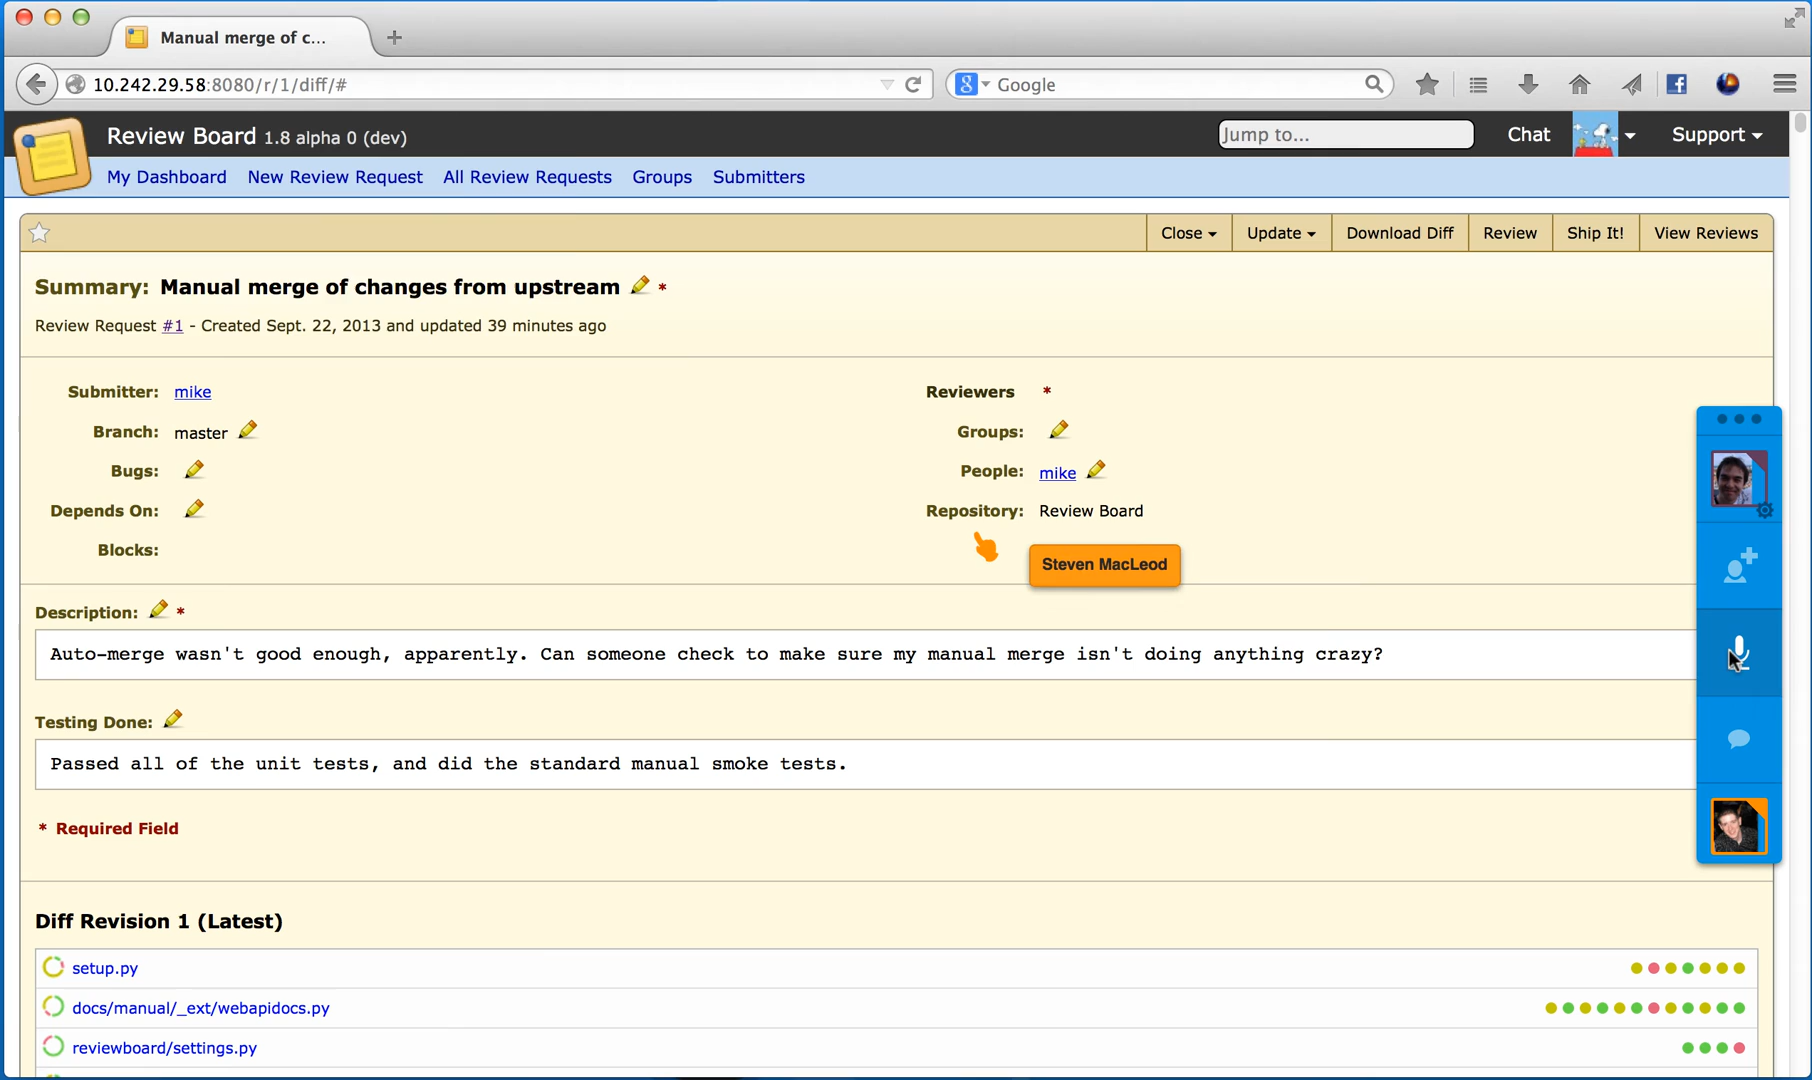 Manual merge of c...
10.242.29.58:8080/r/1/diff/#
Google
Review Board 1.8 alpha 0 (dev)
Jump to...
Chat
Support
My Dashboard
New Review Request
All Review Requests
Groups
Submitters
Close
Update
Download Diff
Review
Ship It!
View Reviews
Summary: Manual merge of changes from upstream *
Review Request #1 - Created Sept. 22, 2013 and updated 39 minutes ago
Submitter: mike
Branch: master
Bugs:
Depends On:
Blocks:
Reviewers *
Groups:
People: mike
Repository: Review Board
Steven MacLeod
Description: *
Auto-merge wasn't good enough, apparently. Can someone check to make sure my manual merge isn't doing anything crazy?
Testing Done:
Passed all of the unit tests, and did the standard manual smoke tests.
* Required Field
Diff Revision 1 (Latest)
setup.py
docs/manual/_ext/webapidocs.py
reviewboard/settings.py